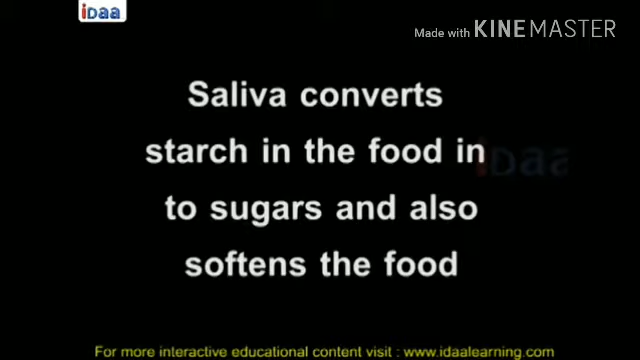 iDaa
Made with KINEMASTER
Saliva converts
starch in the food in
iDaa
to sugars and also
softens the food
For more interactive educational content visit : www.idaalearning.com